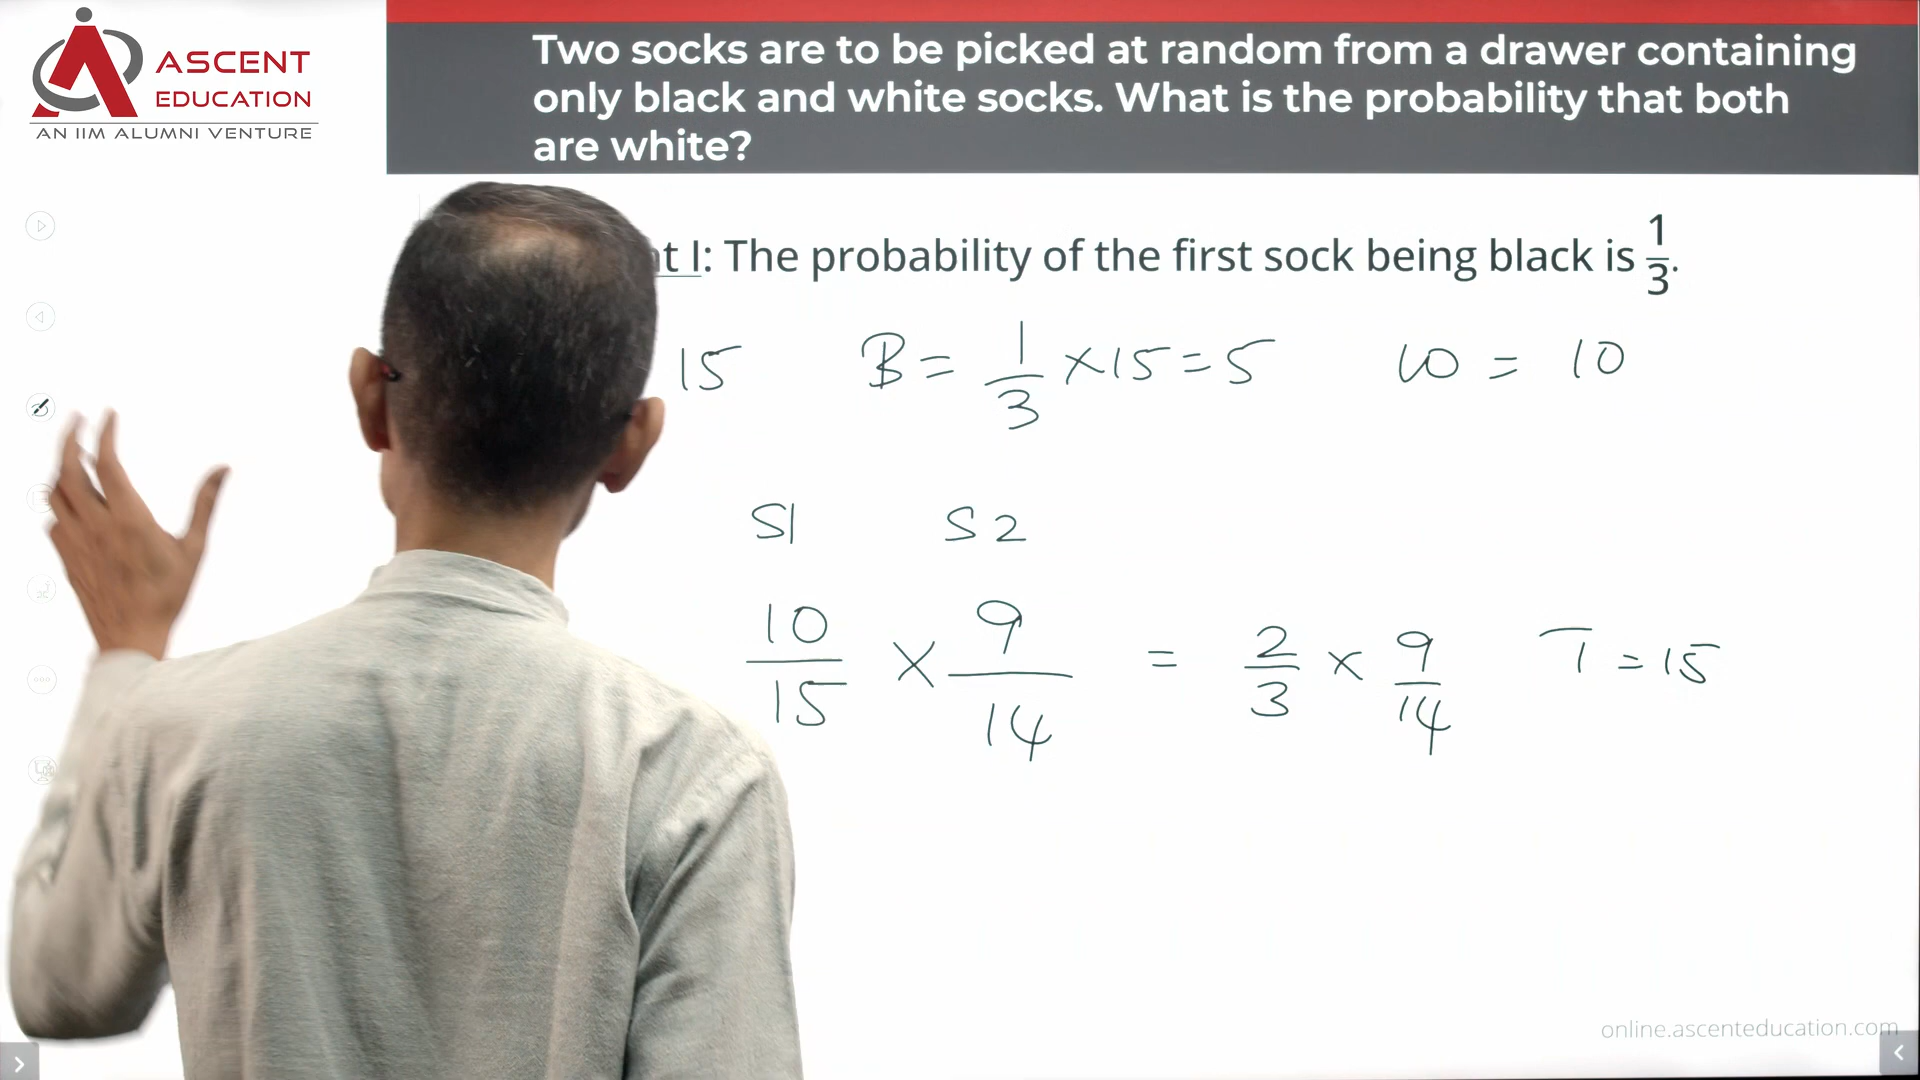 ASCENT
EDUCATION
AN IIM ALUMNI VENTURE
Two socks are to be picked at random from a drawer containing
only black and white socks. What is the probability that both
are white?
I: The probability of the first sock being black is 1/3.
15 B = 1/3 × 15 = 5 W = 10
S1 S2
10/15 × 9/14 = 2/3 × 9/14 T = 15
online.ascenteducation.com